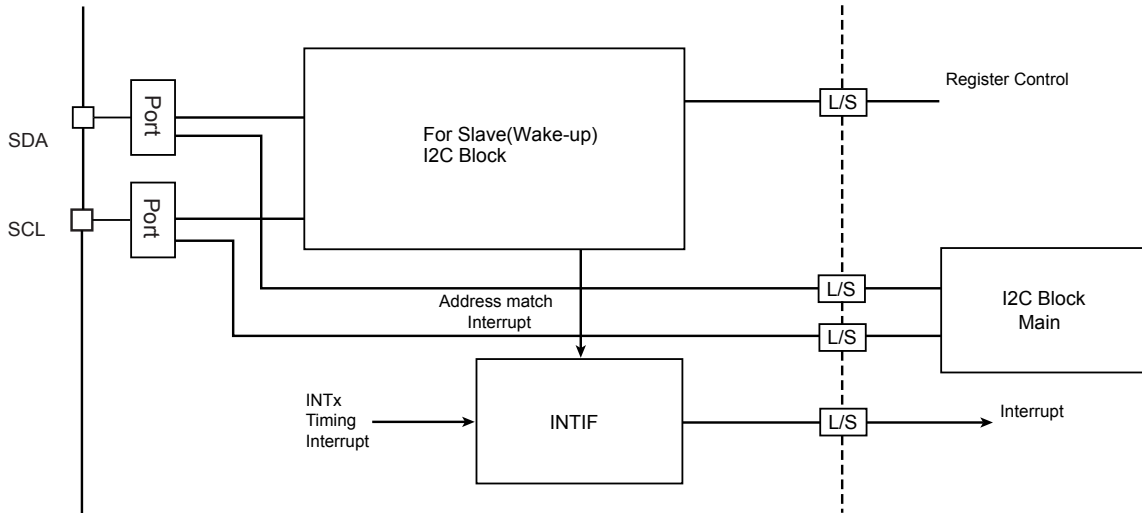 SDA
Port
SCL
Port
For Slave(Wake-up)
I2C Block
L/S
Register Control
Address match
Interrupt
L/S
L/S
I2C Block
Main
INTx
Timing
Interrupt
INTIF
L/S
Interrupt